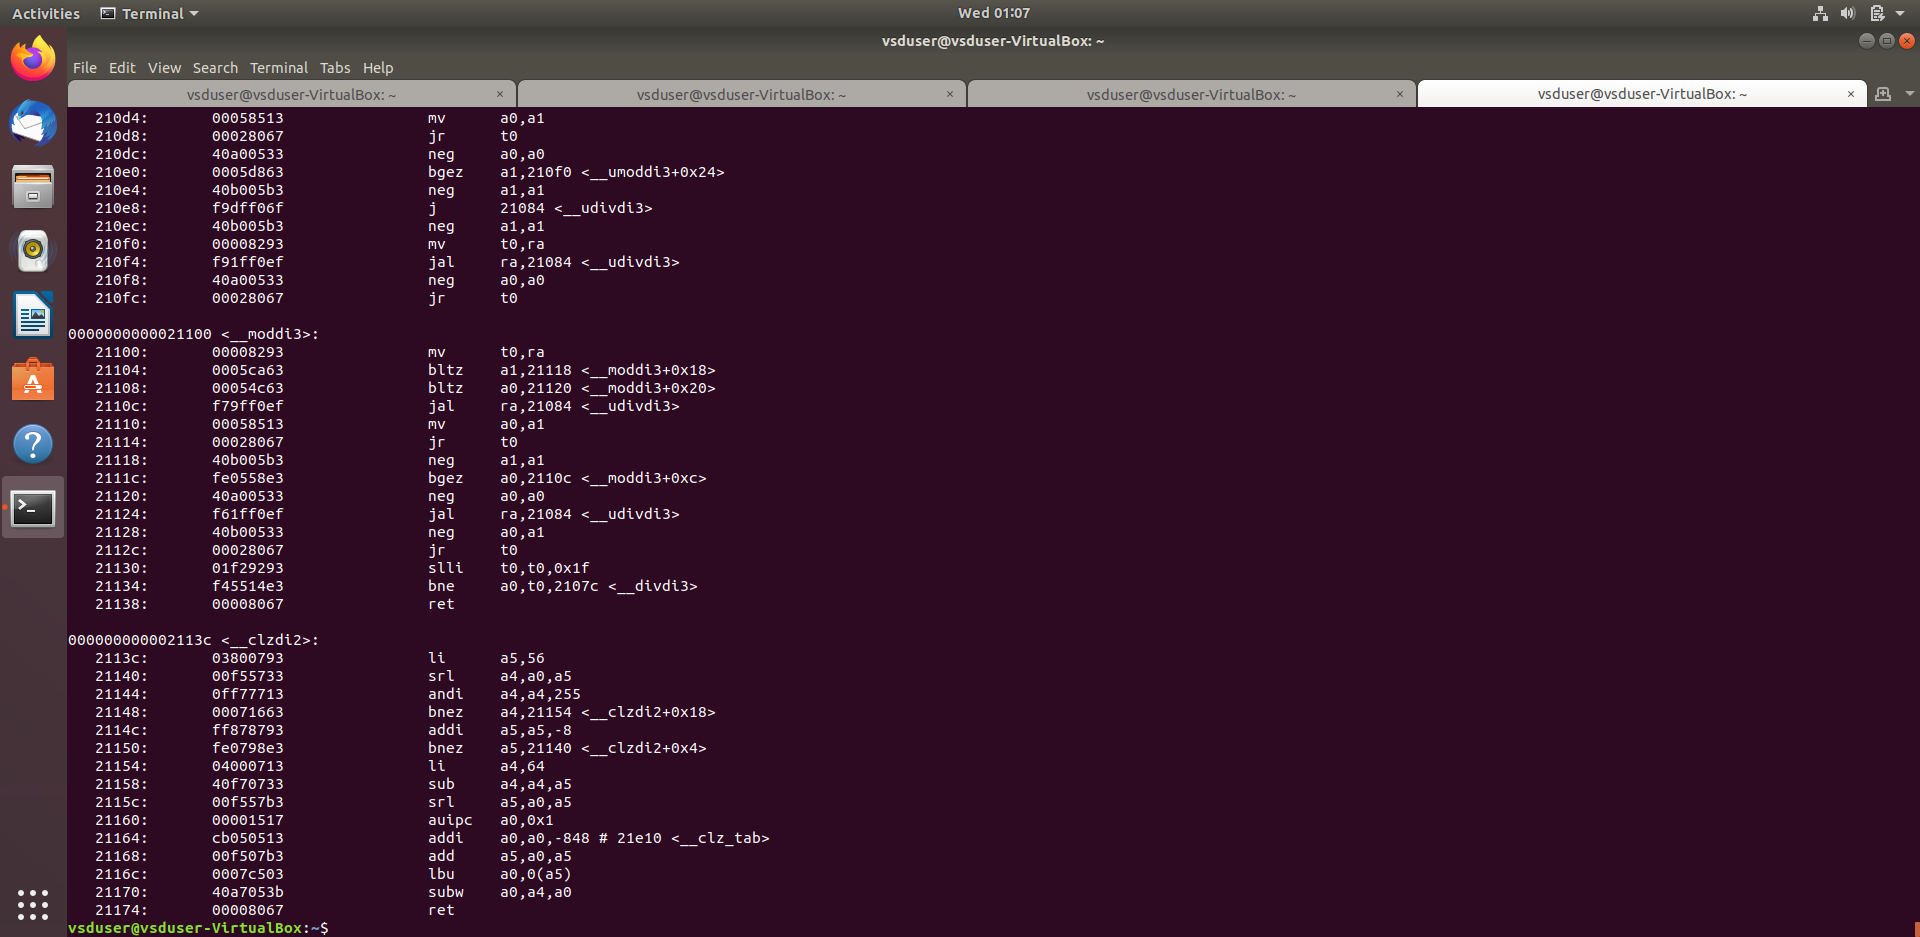 Activities Terminal Wed 01:07
vsduser@vsduser-VirtualBox: ~
File Edit View Search Terminal Tabs Help
vsduser@vsduser-VirtualBox: ~ × vsduser@vsduser-VirtualBox: ~ × vsduser@vsduser-VirtualBox: ~ × vsduser@vsduser-VirtualBox: ~ ×
210d4: 00058513 mv a0,a1
210d8: 00028067 jr t0
210dc: 40a00533 neg a0,a0
210e0: 0005d863 bgez a1,210f0 <__umoddi3+0x24>
210e4: 40b005b3 neg a1,a1
210e8: f9dff06f j 21084 <__udivdi3>
210ec: 40b005b3 neg a1,a1
210f0: 00008293 mv t0,ra
210f4: f91ff0ef jal ra,21084 <__udivdi3>
210f8: 40a00533 neg a0,a0
210fc: 00028067 jr t0
0000000000021100 <__moddi3>:
21100: 00008293 mv t0,ra
21104: 0005ca63 bltz a1,21118 <__moddi3+0x18>
21108: 00054c63 bltz a0,21120 <__moddi3+0x20>
2110c: f79ff0ef jal ra,21084 <__udivdi3>
21110: 00058513 mv a0,a1
21114: 00028067 jr t0
21118: 40b005b3 neg a1,a1
2111c: fe0558e3 bgez a0,2110c <__moddi3+0xc>
21120: 40a00533 neg a0,a0
21124: f61ff0ef jal ra,21084 <__udivdi3>
21128: 40b00533 neg a0,a1
2112c: 00028067 jr t0
21130: 01f29293 slli t0,t0,0x1f
21134: f45514e3 bne a0,t0,2107c <__divdi3>
21138: 00008067 ret
000000000002113c <__clzdi2>:
2113c: 03800793 li a5,56
21140: 00f55733 srl a4,a0,a5
21144: 0ff77713 andi a4,a4,255
21148: 00071663 bnez a4,21154 <__clzdi2+0x18>
2114c: ff878793 addi a5,a5,-8
21150: fe0798e3 bnez a5,21140 <__clzdi2+0x4>
21154: 04000713 li a4,64
21158: 40f70733 sub a4,a4,a5
2115c: 00f557b3 srl a5,a0,a5
21160: 00001517 auipc a0,0x1
21164: cb050513 addi a0,a0,-848 # 21e10 <__clz_tab>
21168: 00f507b3 add a5,a0,a5
2116c: 0007c503 lbu a0,0(a5)
21170: 40a7053b subw a0,a4,a0
21174: 00008067 ret
vsduser@vsduser-VirtualBox:~$